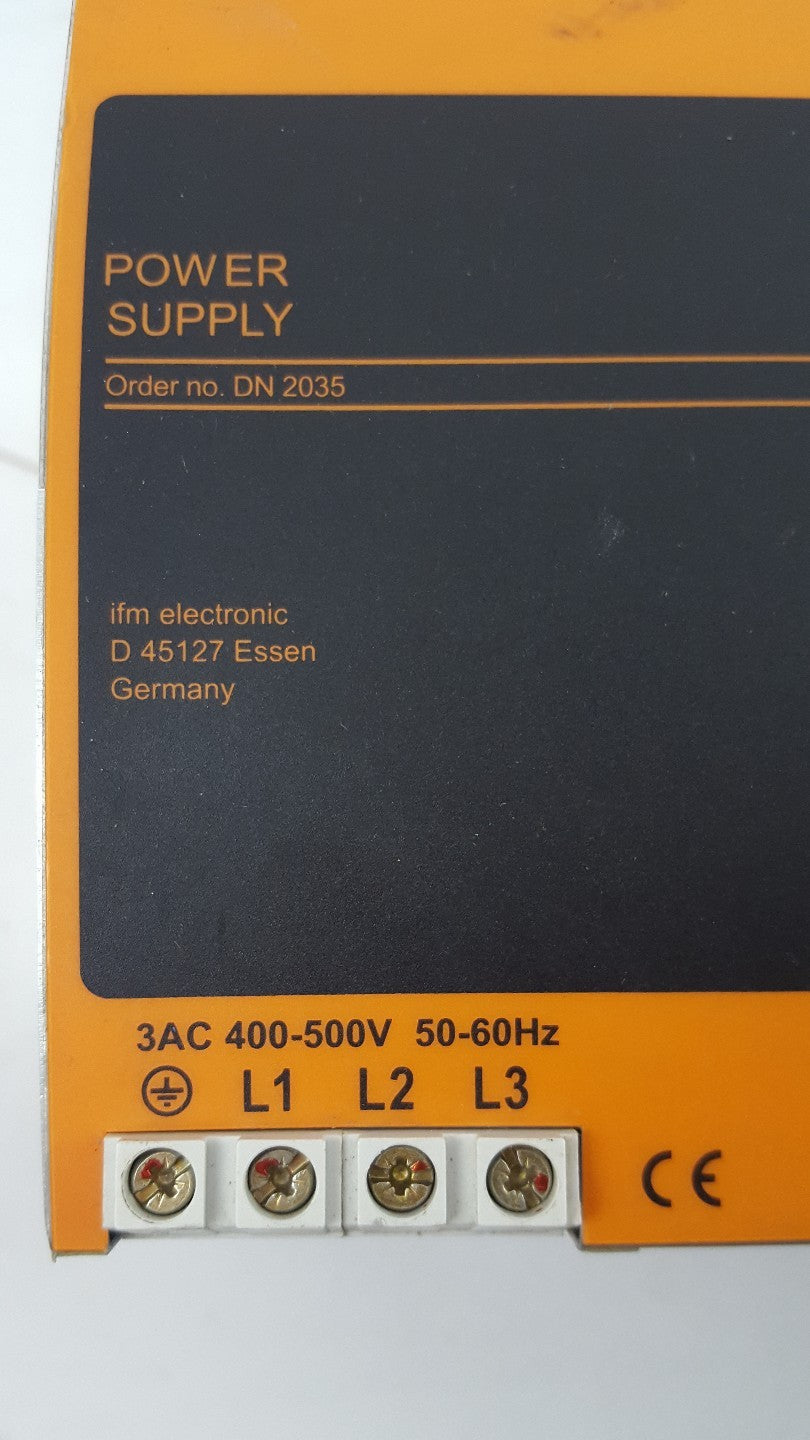 POWER
SUPPLY
Order no. DN 2035
ifm electronic
D 45127 Essen
Germany
3AC 400-500V 50-60Hz
L1 L2 L3
CE